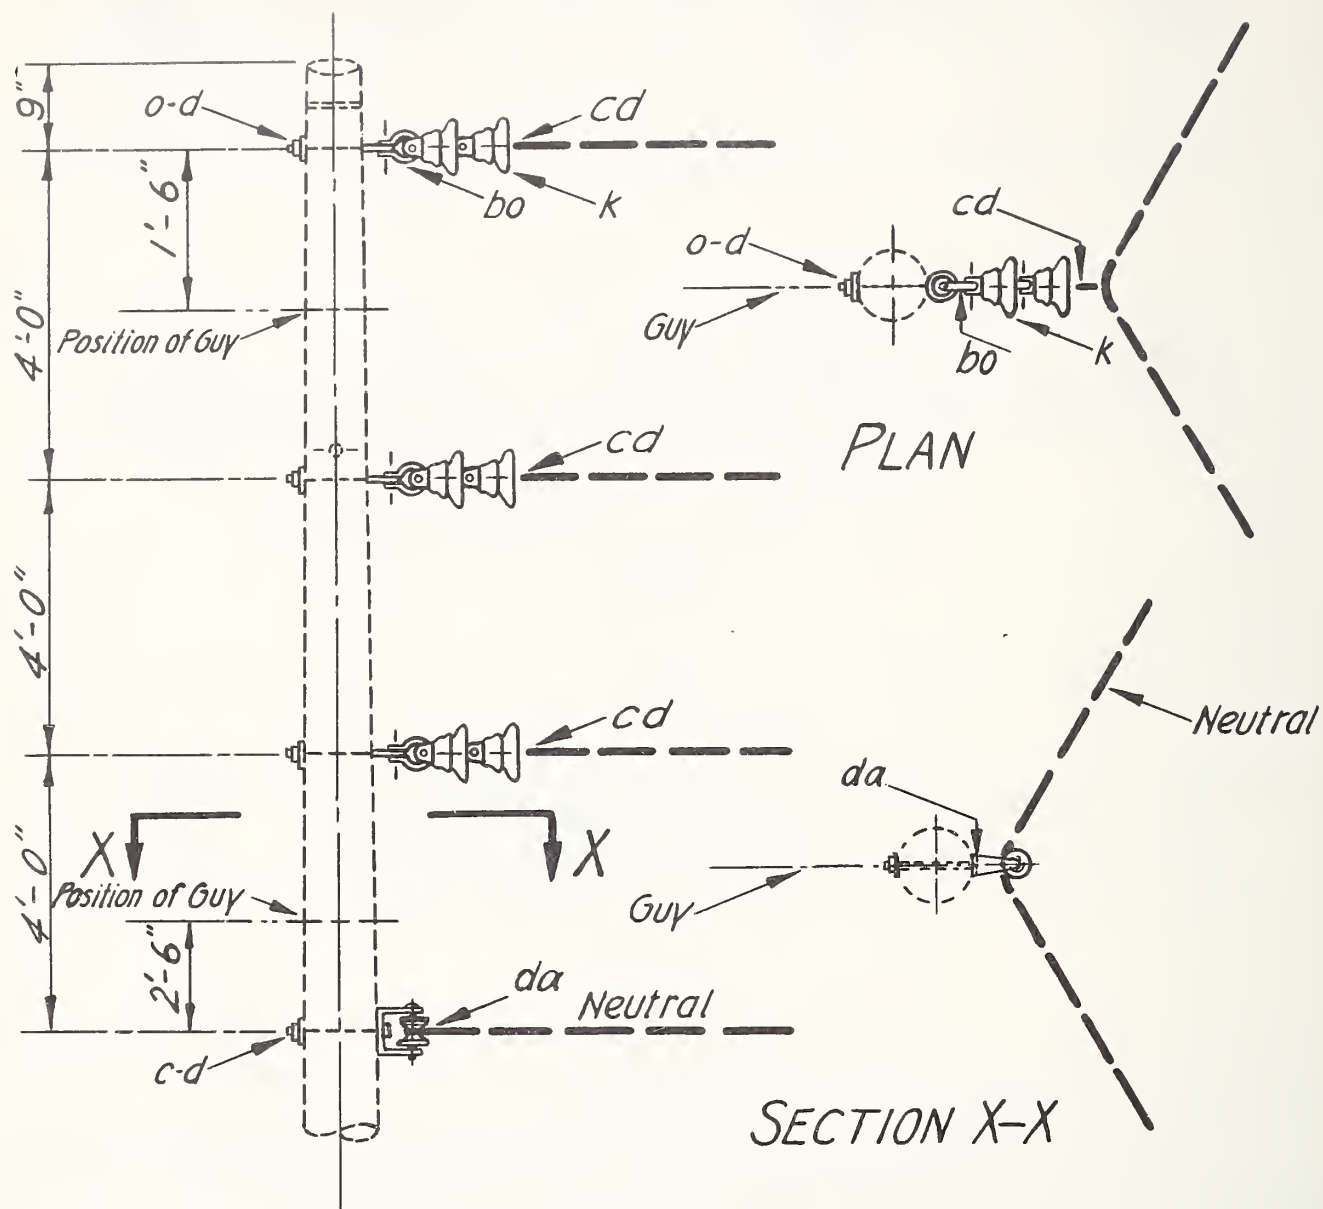 9"
o-d
cd
1'-6"
bo
k
4'-0"
Position of Guy
cd
o-d
Guy
bo
k
PLAN
cd
4'-0"
cd
Neutral
da
X
X
4'-0"
Position of Guy
Guy
2'-6"
da
Neutral
c-d
SECTION X-X